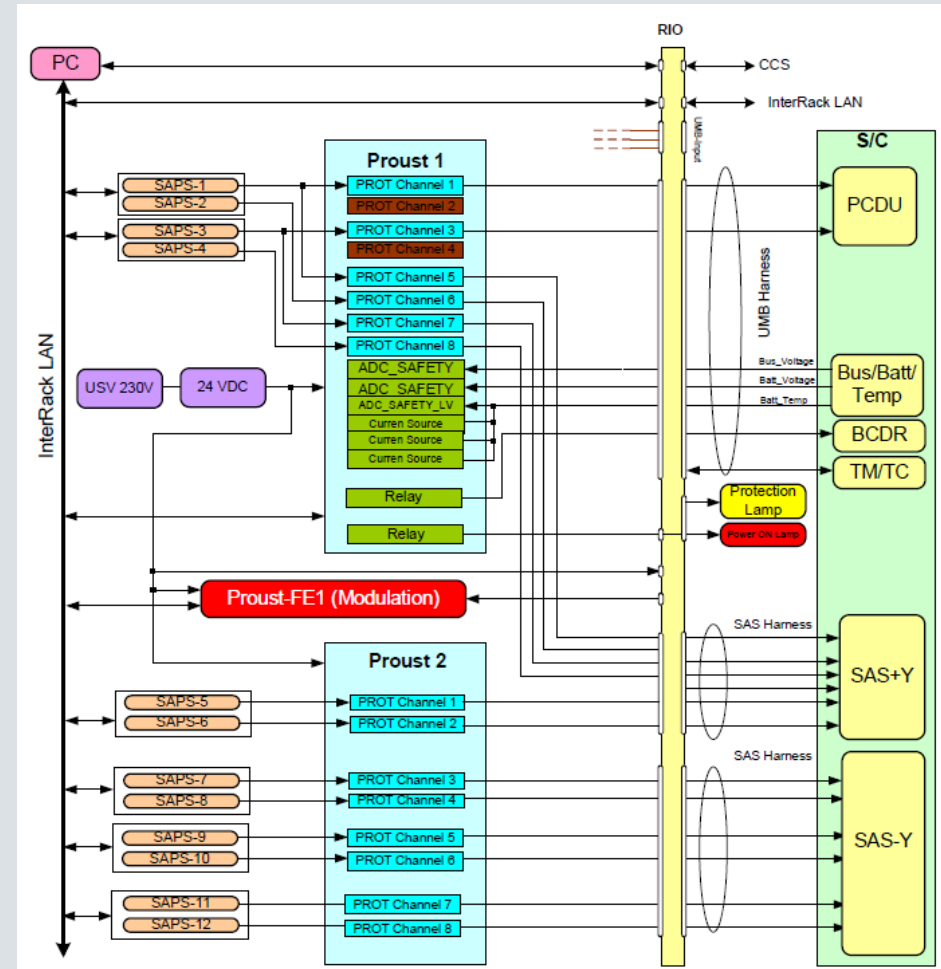 RIO
PC
CCS
InterRack LAN
UMB-Input
S/C
Proust 1
SAPS-1
PROT Channel 1
SAPS-2
PROT Channel 2
PCDU
SAPS-3
PROT Channel 3
SAPS-4
PROT Channel 4
PROT Channel 5
PROT Channel 6
UMB Harness
PROT Channel 7
PROT Channel 8
InterRack LAN
USV 230V
24 VDC
ADC_SAFETY
Bus_Voltage
ADC_SAFETY
Batt_Voltage
ADC_SAFETY_LV
Batt_Temp
Bus/Batt/
Temp
Curren Source
Curren Source
Curren Source
BCDR
TM/TC
Relay
Protection
Lamp
Relay
Power ON Lamp
Proust-FE1 (Modulation)
SAS Harness
Proust 2
SAS+Y
SAPS-5
PROT Channel 1
SAPS-6
PROT Channel 2
SAS Harness
SAPS-7
PROT Channel 3
SAPS-8
PROT Channel 4
SAPS-9
PROT Channel 5
SAS-Y
SAPS-10
PROT Channel 6
SAPS-11
PROT Channel 7
SAPS-12
PROT Channel 8